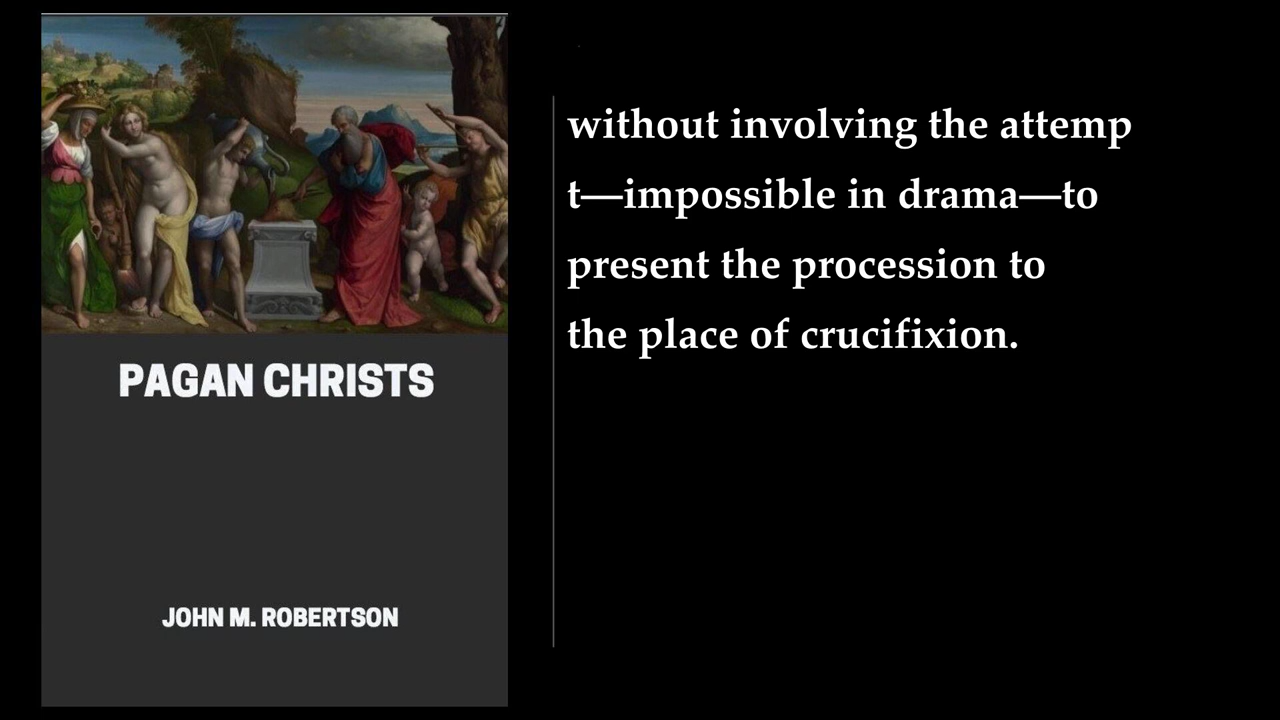 PAGAN CHRISTS
JOHN M. ROBERTSON
without involving the attemp
t—impossible in drama—to
present the procession to
the place of crucifixion.